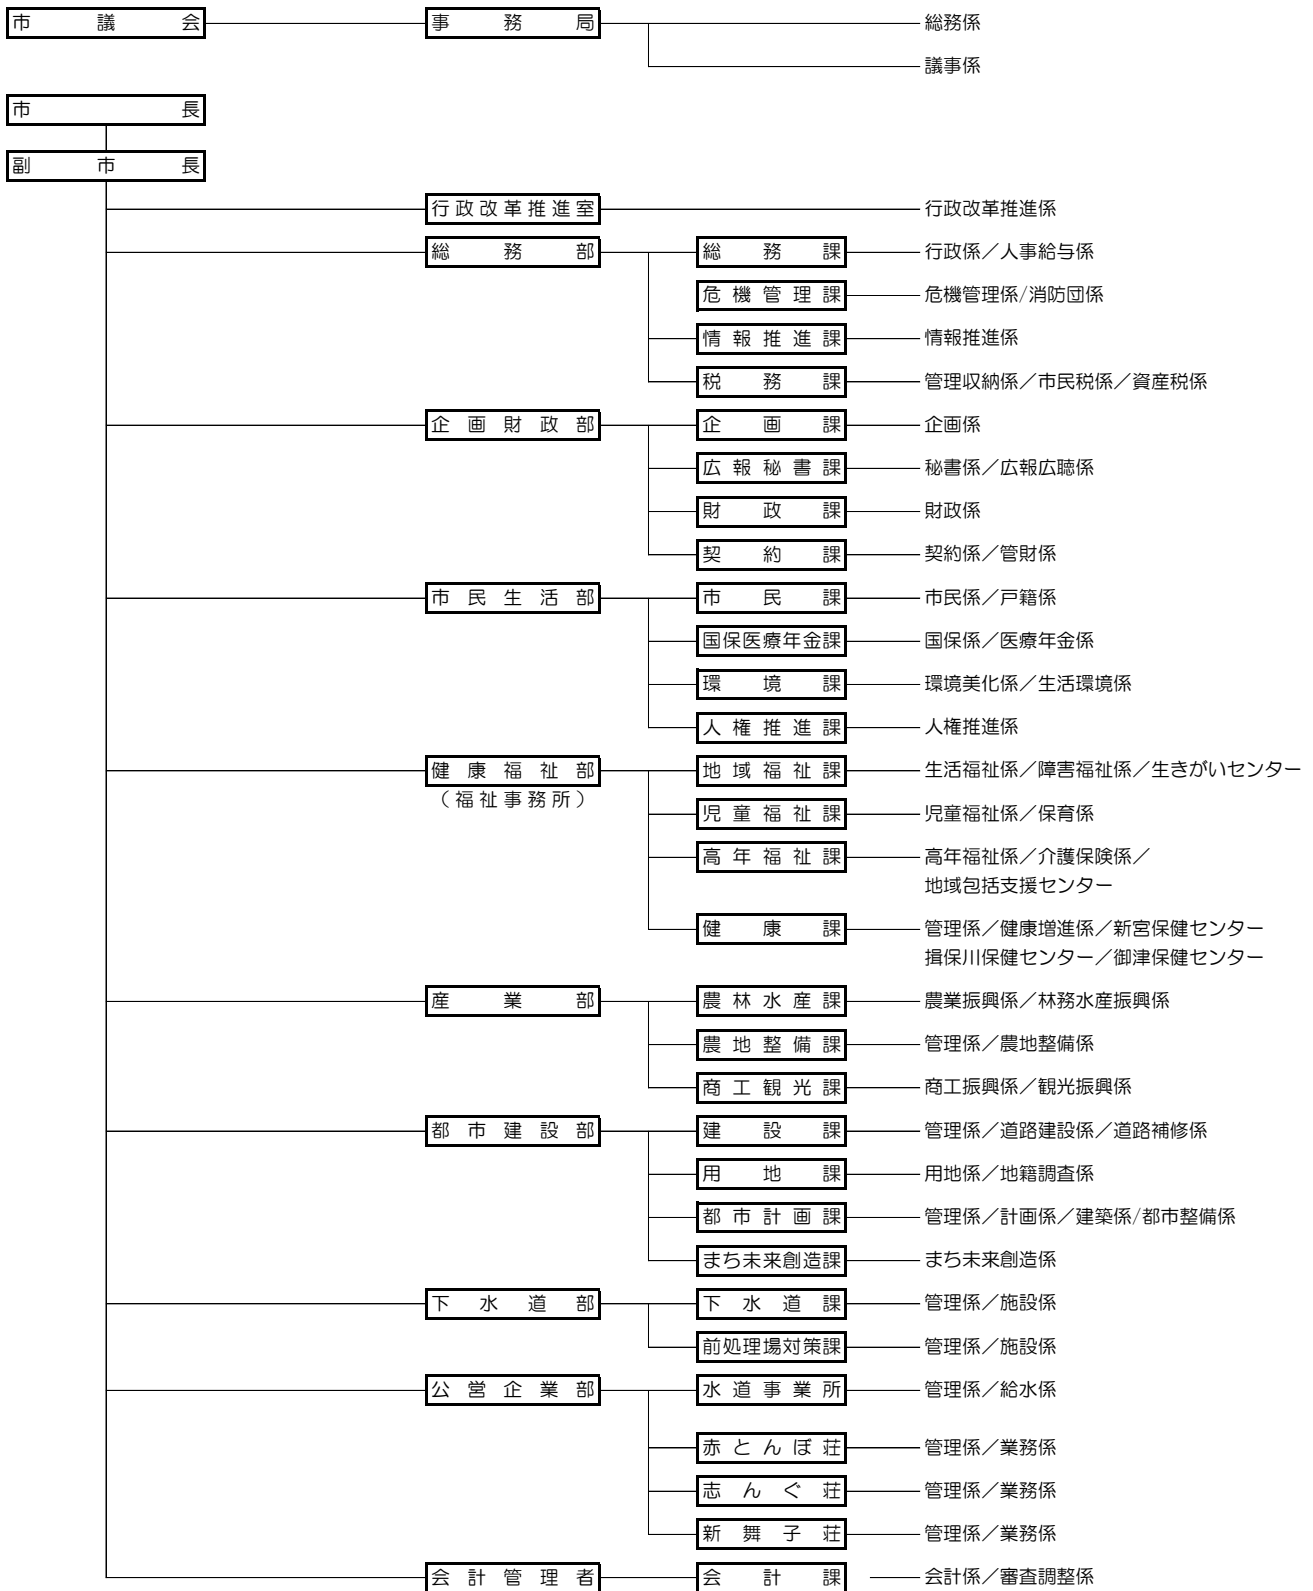 市議会 事務局 総務係
議事係
市長
副市長
行政改革推進室 行政改革推進係
総務部 総務課 行政係／人事給与係
危機管理課 危機管理係/消防団係
情報推進課 情報推進係
税務課 管理収納係／市民税係／資産税係
企画財政部 企画課 企画係
広報秘書課 秘書係／広報広聴係
財政課 財政係
契約課 契約係／管財係
市民生活部 市民課 市民係／戸籍係
国保医療年金課 国保係／医療年金係
環境課 環境美化係／生活環境係
人権推進課 人権推進係
健康福祉部 地域福祉課 生活福祉係／障害福祉係／生きがいセンター
（福祉事務所）
児童福祉課 児童福祉係／保育係
高年福祉課 高年福祉係／介護保険係／
地域包括支援センター
健康課 管理係／健康増進係／新宮保健センター
揖保川保健センター／御津保健センター
産業部 農林水産課 農業振興係／林務水産振興係
農地整備課 管理係／農地整備係
商工観光課 商工振興係／観光振興係
都市建設部 建設課 管理係／道路建設係／道路補修係
用地課 用地係／地籍調査係
都市計画課 管理係／計画係／建築係/都市整備係
まち未来創造課 まち未来創造係
下水道部 下水道課 管理係／施設係
前処理場対策課 管理係／施設係
公営企業部 水道事業所 管理係／給水係
赤とんぼ荘 管理係／業務係
志んぐ荘 管理係／業務係
新舞子荘 管理係／業務係
会計管理者 会計課 会計係／審査調整係